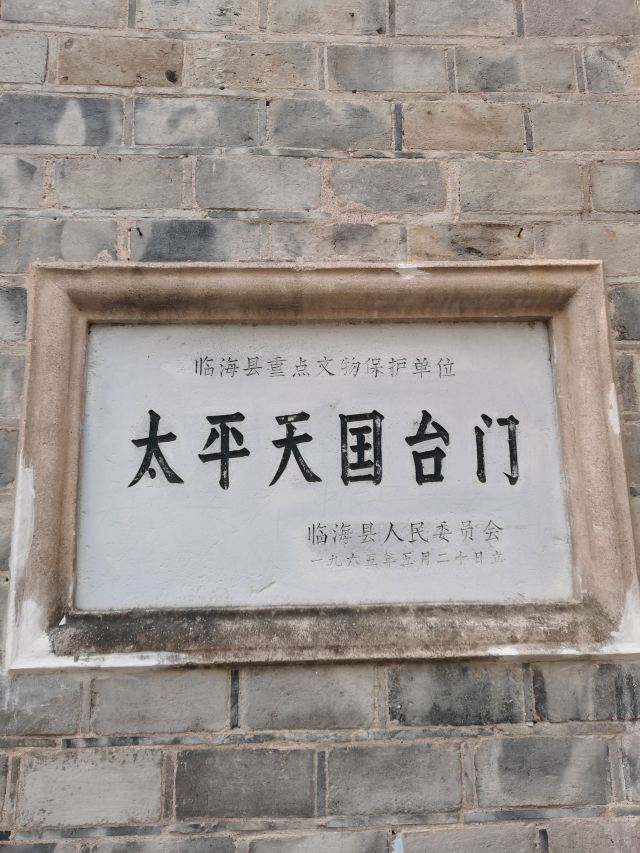 临海县重点文物保护单位
太平天国台门
临海县人民委员会
一九六五年五月二十日立